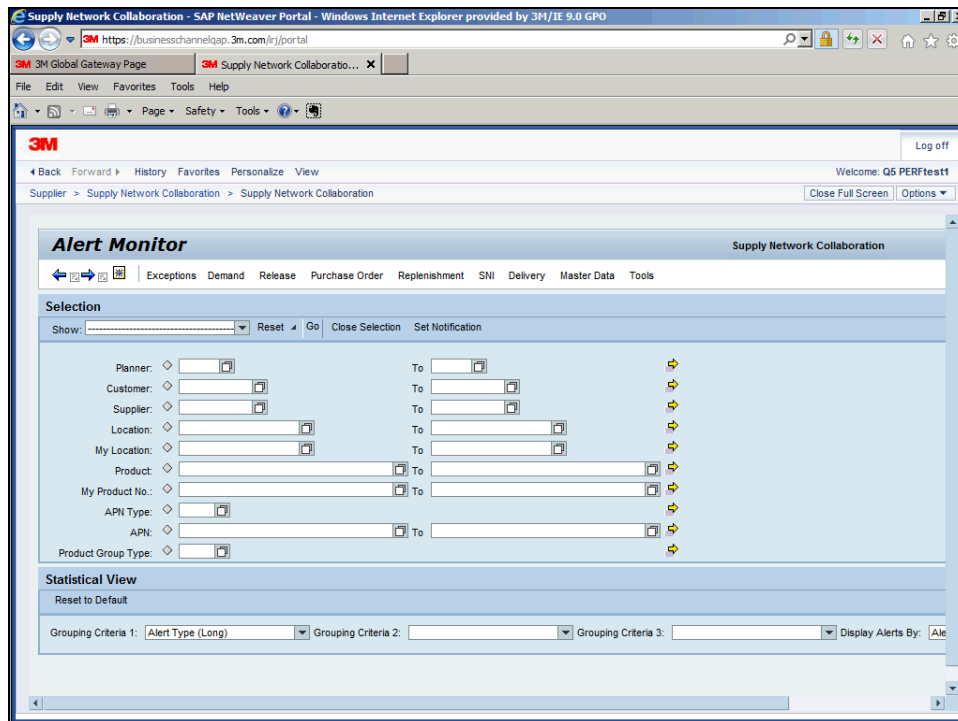 Supply Network Collaboration - SAP NetWeaver Portal - Windows Internet Explorer provided by 3M/IE 9.0 GPO
3M https://businesschannelqap.3m.com/irj/portal
3M 3M Global Gateway Page 3M Supply Network Collaboratio... X
File Edit View Favorites Tools Help
Page Safety Tools
3M Log off
Back Forward History Favorites Personalize View Welcome: Q5 PERFtest1
Supplier > Supply Network Collaboration > Supply Network Collaboration Close Full Screen Options
Alert Monitor Supply Network Collaboration
Exceptions Demand Release Purchase Order Replenishment SNI Delivery Master Data Tools
Selection
Show: Reset Go Close Selection Set Notification
Planner: To
Customer: To
Supplier: To
Location: To
My Location: To
Product: To
My Product No.: To
APN Type:
APN: To
Product Group Type:
Statistical View
Reset to Default
Grouping Criteria 1: Alert Type (Long) Grouping Criteria 2: Grouping Criteria 3: Display Alerts By: Ale